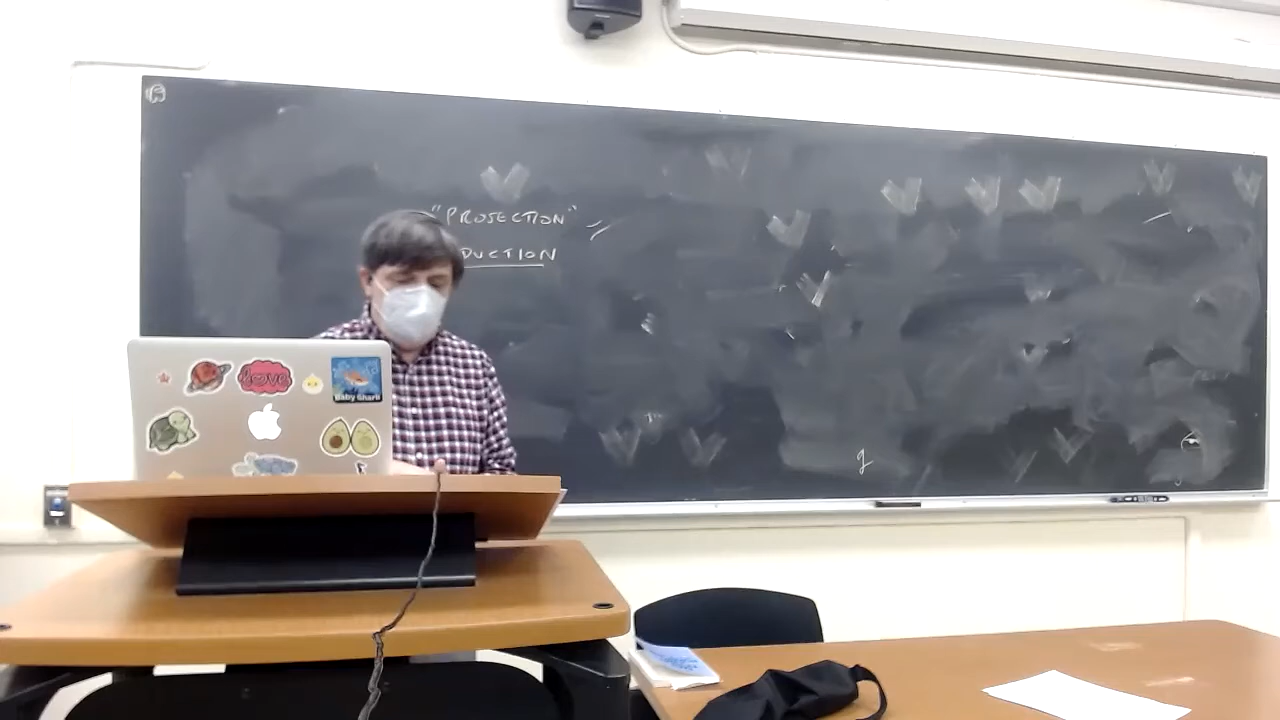 "PROJECTION"
DUCTION
love
Baby Shark
g